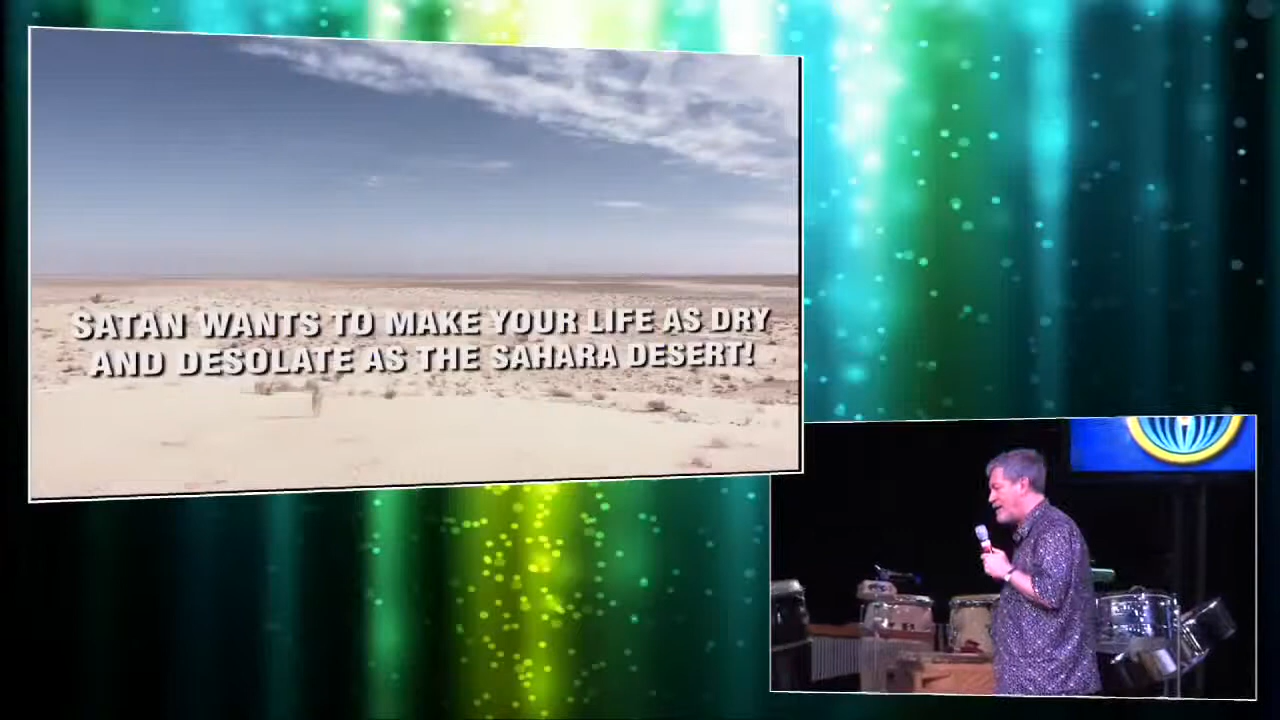 SATAN WANTS TO MAKE YOUR LIFE AS DRY
AND DESOLATE AS THE SAHARA DESERT!